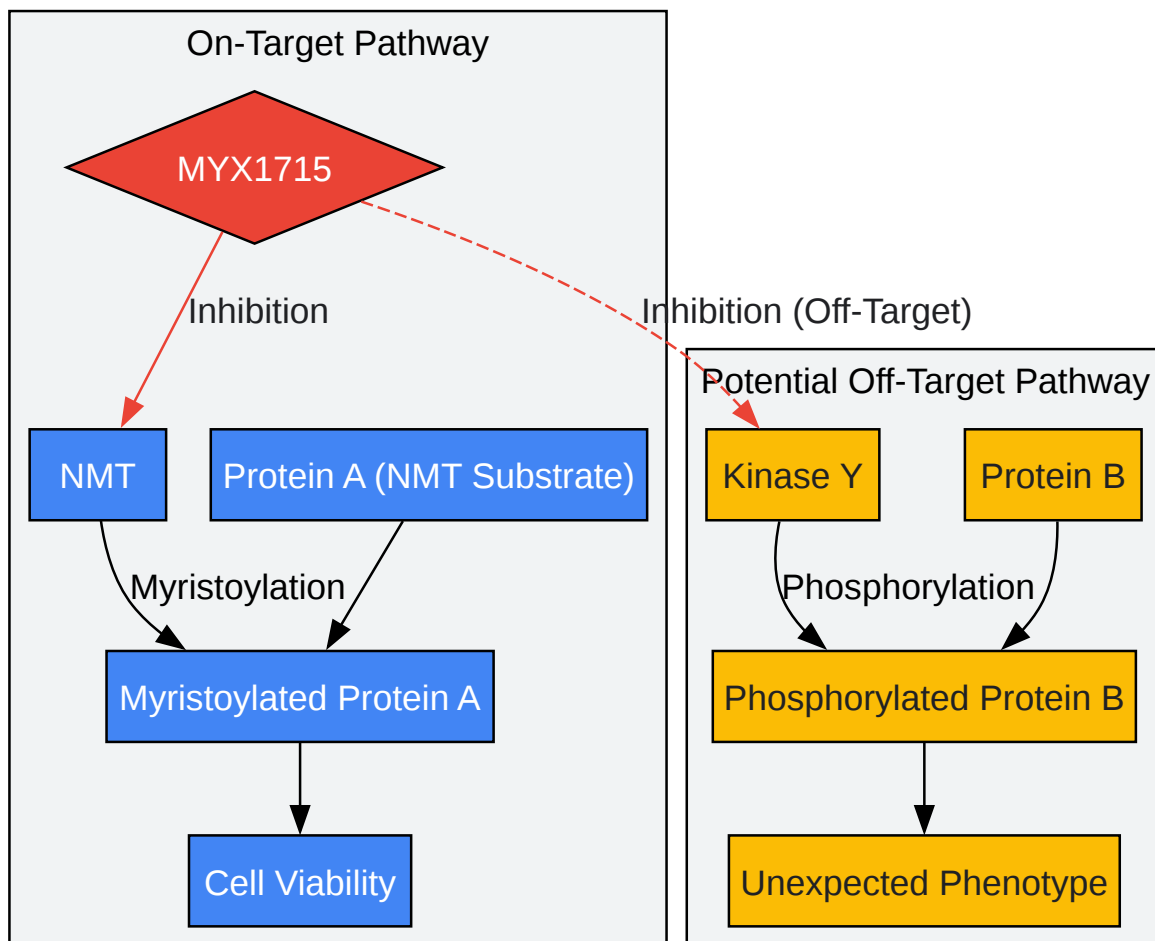 On-Target Pathway
MYX1715
Inhibition
Inhibition (Off-Target)
Potential Off-Target Pathway
NMT
Protein A (NMT Substrate)
Kinase Y
Protein B
Myristoylation
Phosphorylation
Myristoylated Protein A
Phosphorylated Protein B
Cell Viability
Unexpected Phenotype